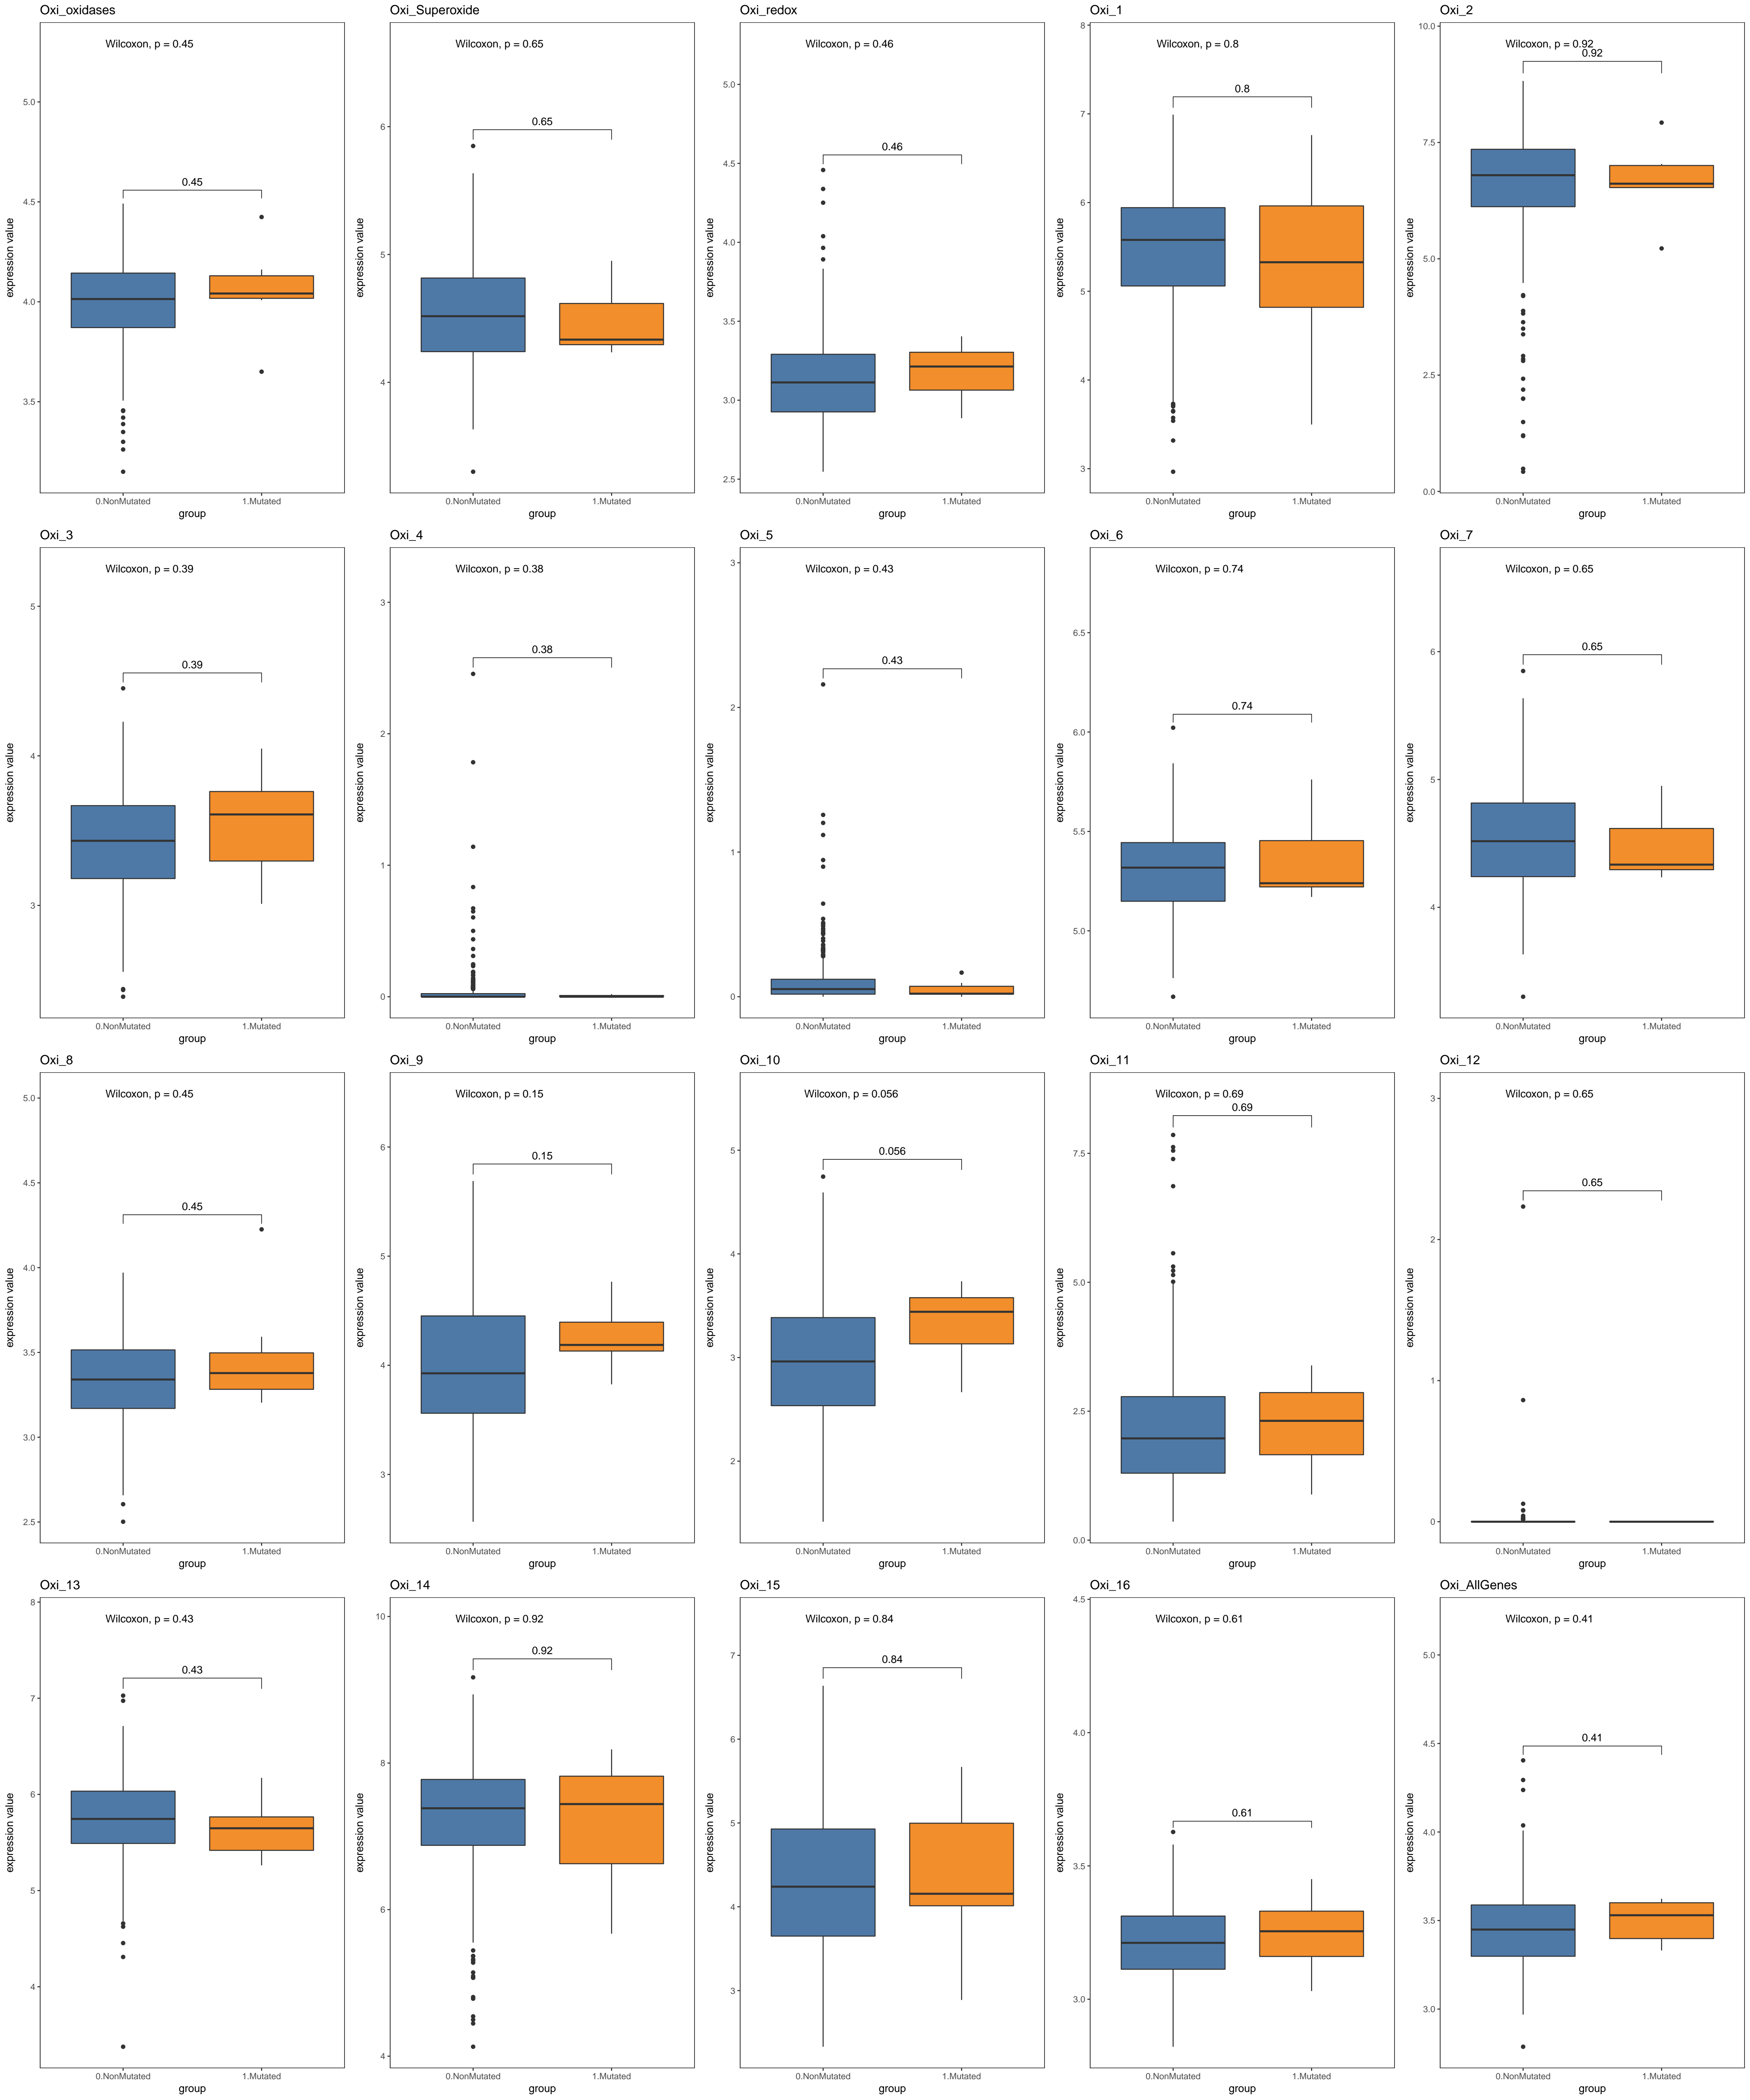 Oxi_oxidases
Wilcoxon, p = 0.45
0.45
expression value
5.0
4.5
4.0
3.5
0.NonMutated
1.Mutated
group
Oxi_Superoxide
Wilcoxon, p = 0.65
0.65
expression value
6
5
4
0.NonMutated
1.Mutated
group
Oxi_redox
Wilcoxon, p = 0.46
0.46
expression value
5.0
4.5
4.0
3.5
3.0
2.5
0.NonMutated
1.Mutated
group
Oxi_1
Wilcoxon, p = 0.8
0.8
expression value
8
7
6
5
4
3
0.NonMutated
1.Mutated
group
Oxi_2
Wilcoxon, p = 0.92
0.92
expression value
10.0
7.5
5.0
2.5
0.0
0.NonMutated
1.Mutated
group
Oxi_3
Wilcoxon, p = 0.39
0.39
expression value
5
4
3
0.NonMutated
1.Mutated
group
Oxi_4
Wilcoxon, p = 0.38
0.38
expression value
3
2
1
0
0.NonMutated
1.Mutated
group
Oxi_5
Wilcoxon, p = 0.43
0.43
expression value
3
2
1
0
0.NonMutated
1.Mutated
group
Oxi_6
Wilcoxon, p = 0.74
0.74
expression value
6.5
6.0
5.5
5.0
0.NonMutated
1.Mutated
group
Oxi_7
Wilcoxon, p = 0.65
0.65
expression value
6
5
4
0.NonMutated
1.Mutated
group
Oxi_8
Wilcoxon, p = 0.45
0.45
expression value
5.0
4.5
4.0
3.5
3.0
2.5
0.NonMutated
1.Mutated
group
Oxi_9
Wilcoxon, p = 0.15
0.15
expression value
6
5
4
3
0.NonMutated
1.Mutated
group
Oxi_10
Wilcoxon, p = 0.056
0.056
expression value
5
4
3
2
0.NonMutated
1.Mutated
group
Oxi_11
Wilcoxon, p = 0.69
0.69
expression value
7.5
5.0
2.5
0.0
0.NonMutated
1.Mutated
group
Oxi_12
Wilcoxon, p = 0.65
0.65
expression value
3
2
1
0
0.NonMutated
1.Mutated
group
Oxi_13
Wilcoxon, p = 0.43
0.43
expression value
8
7
6
5
4
0.NonMutated
1.Mutated
group
Oxi_14
Wilcoxon, p = 0.92
0.92
expression value
10
8
6
4
0.NonMutated
1.Mutated
group
Oxi_15
Wilcoxon, p = 0.84
0.84
expression value
7
6
5
4
3
0.NonMutated
1.Mutated
group
Oxi_16
Wilcoxon, p = 0.61
0.61
expression value
4.5
4.0
3.5
3.0
0.NonMutated
1.Mutated
group
Oxi_AllGenes
Wilcoxon, p = 0.41
0.41
expression value
5.0
4.5
4.0
3.5
3.0
0.NonMutated
1.Mutated
group